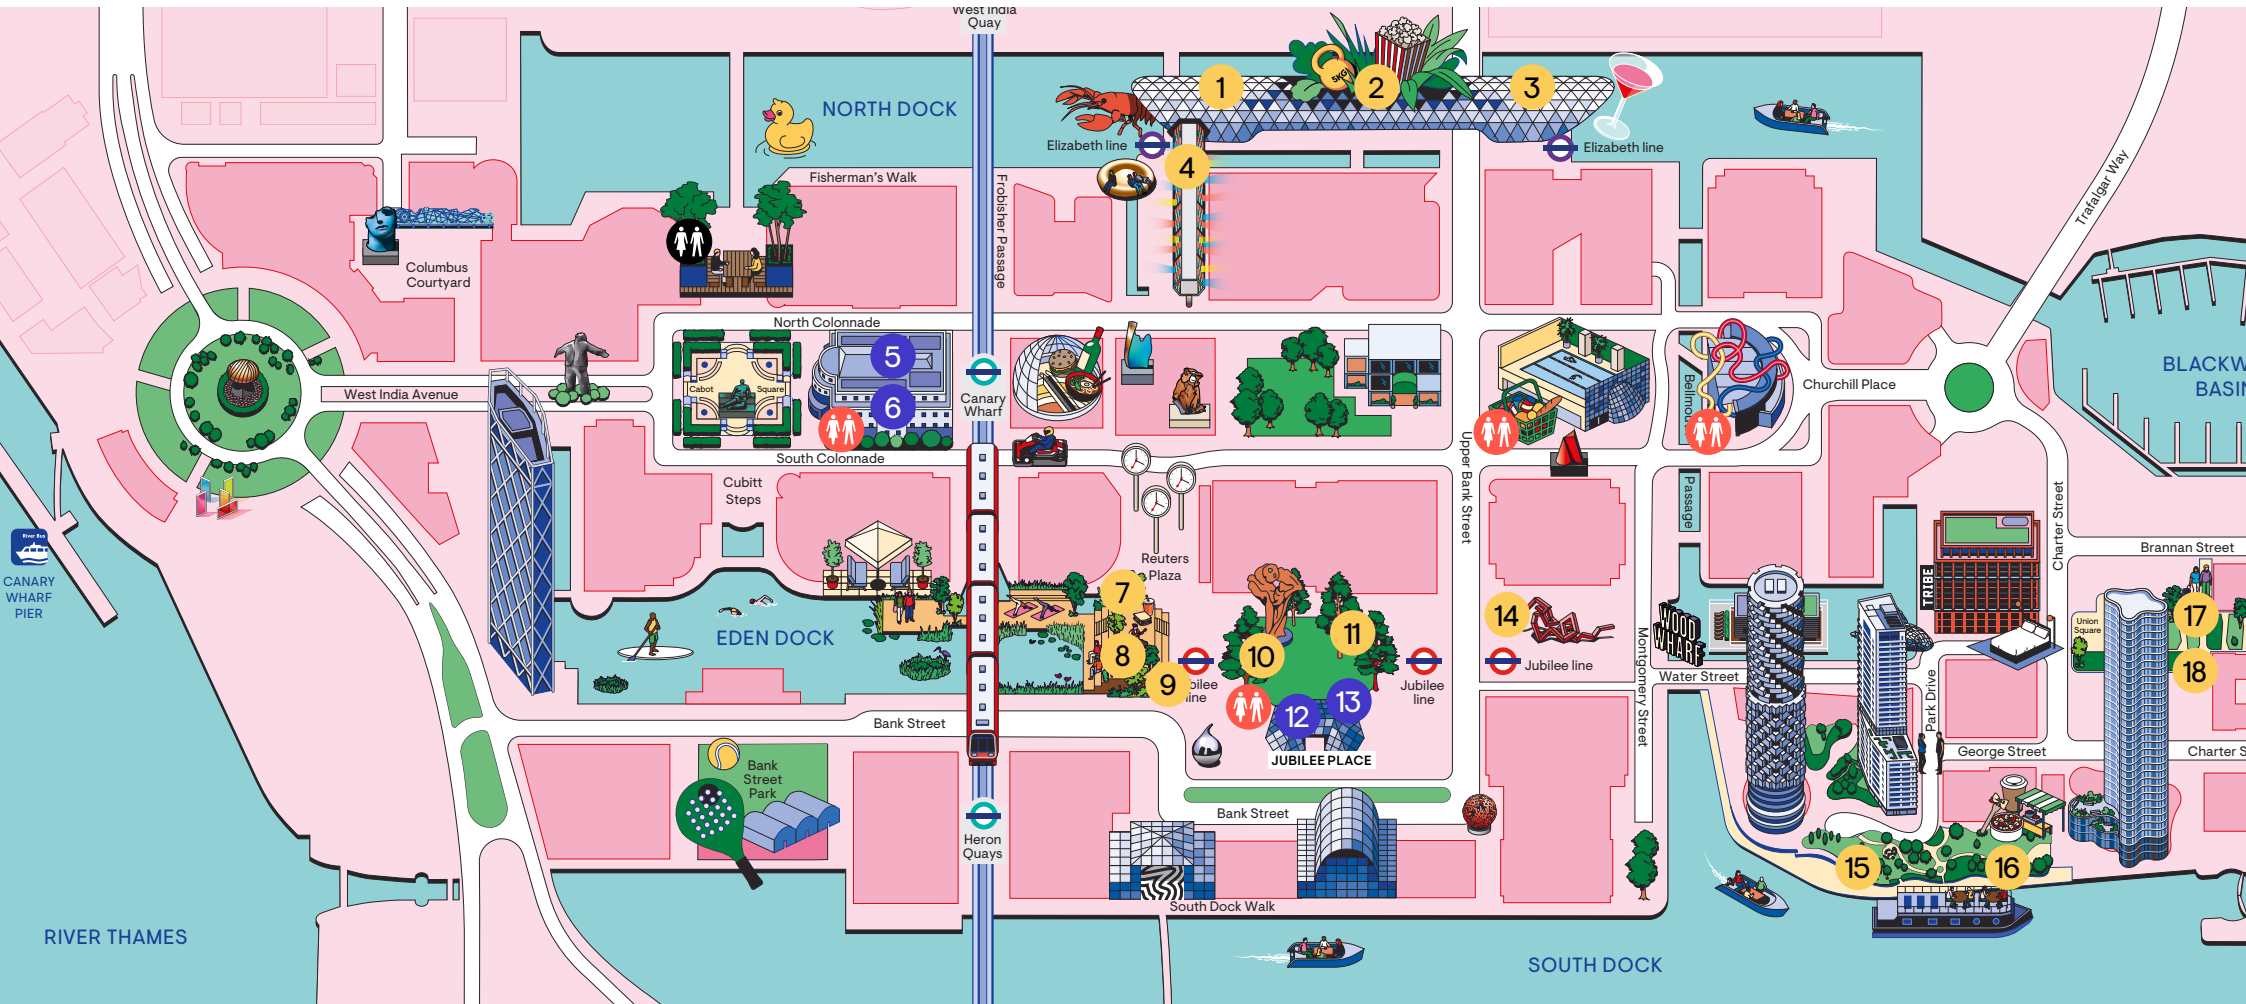 West India
Quay
NORTH DOCK
5KG
1
2
3
Elizabeth line
Elizabeth line
4
Fisherman's Walk
Frobisher Passage
Trafalgar Way
Columbus
Courtyard
North Colonnade
5
6
Cabot
Square
Canary
Wharf
West India Avenue
Churchill Place
BLACKW
BASIN
South Colonnade
Upper Bank Street
Cubitt
Steps
Passage
Charter Street
Reuters
Plaza
River Bus
CANARY
WHARF
PIER
Brannan Street
TRIBE
7
8
9
10
11
12
13
14
EDEN DOCK
line
Jubilee
line
Jubilee line
WOOD
WHARF
Montgomery Street
Water Street
Park Drive
Union
Square
17
18
Bank Street
JUBILEE PLACE
George Street
Charter S
Bank
Street
Park
Bank Street
Heron
Quays
15
16
South Dock Walk
RIVER THAMES
SOUTH DOCK